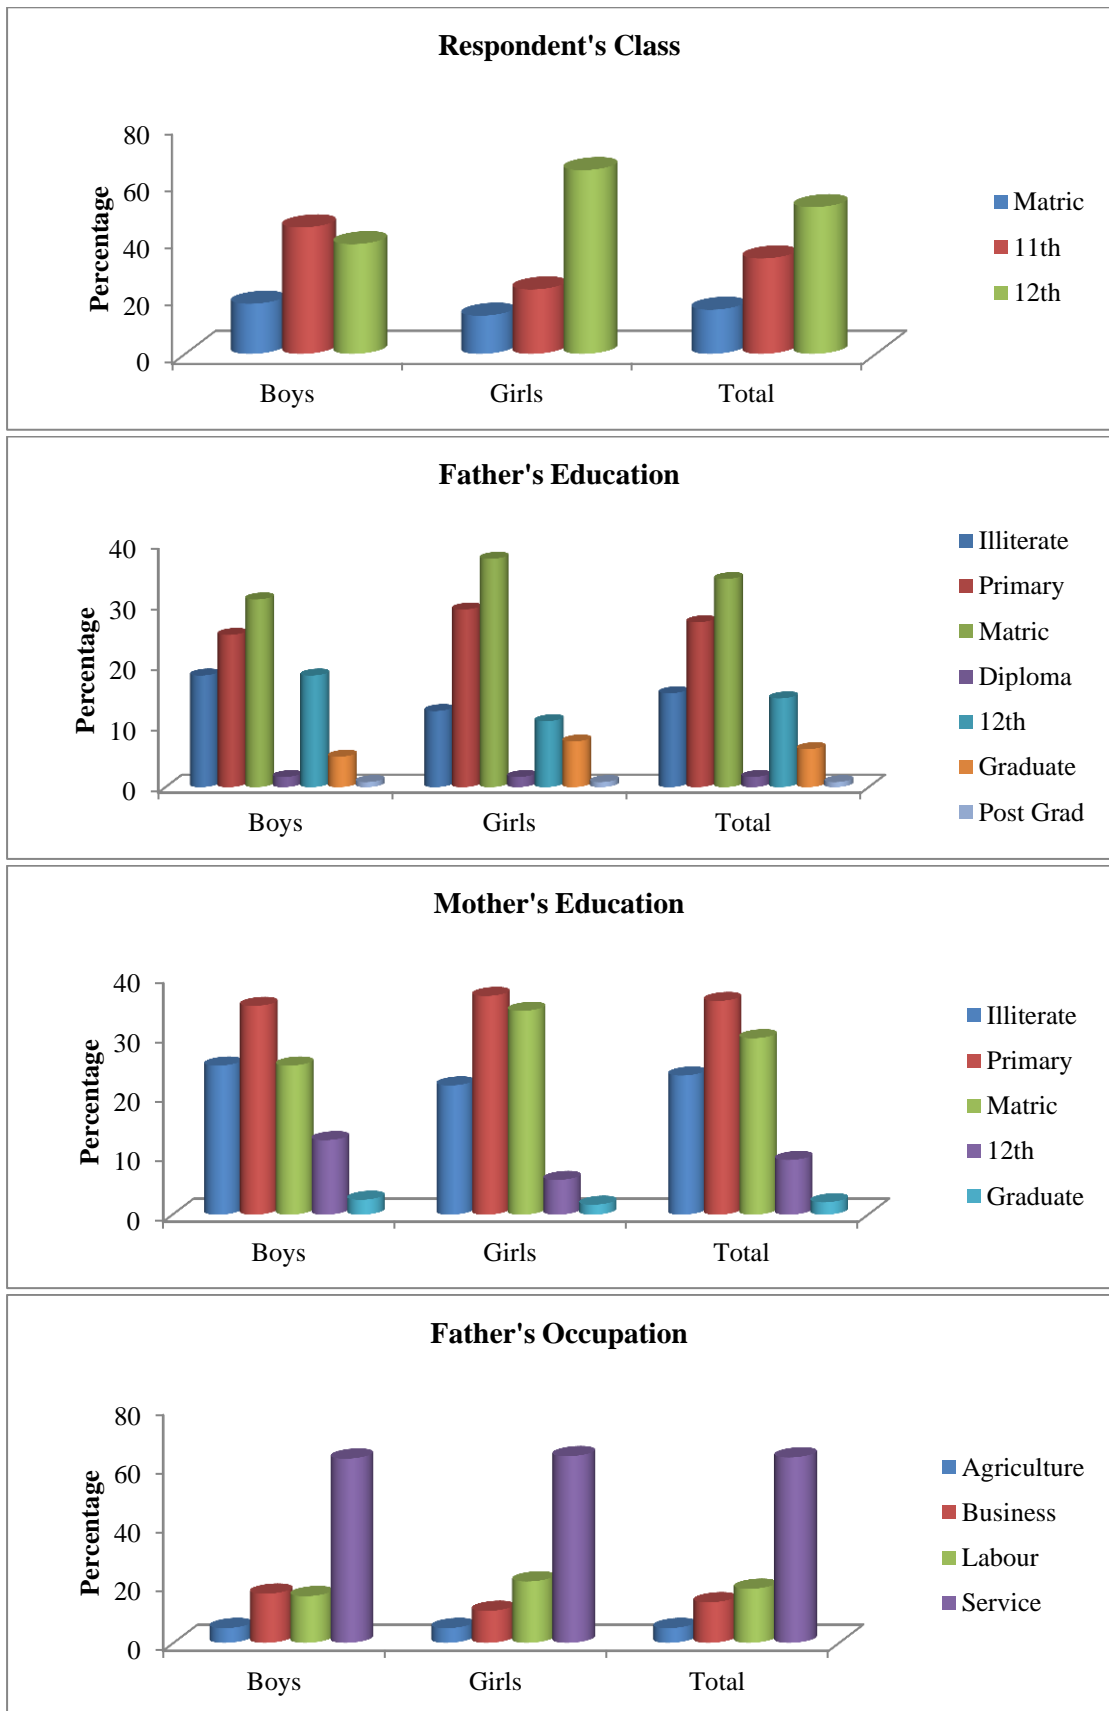 Respondent's Class
80
60
40
20
0
Percentage
Boys Girls Total
Matric
11th
12th
Father's Education
40
30
20
10
0
Percentage
Boys Girls Total
Illiterate
Primary
Matric
Diploma
12th
Graduate
Post Grad
Mother's Education
40
30
20
10
0
Percentage
Boys Girls Total
Illiterate
Primary
Matric
12th
Graduate
Father's Occupation
80
60
40
20
0
Percentage
Boys Girls Total
Agriculture
Business
Labour
Service